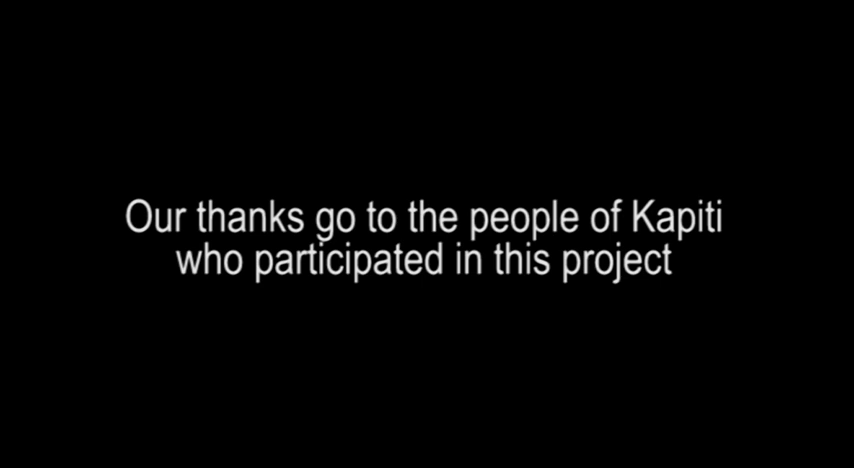 Our thanks go to the people of Kapiti
who participated in this project